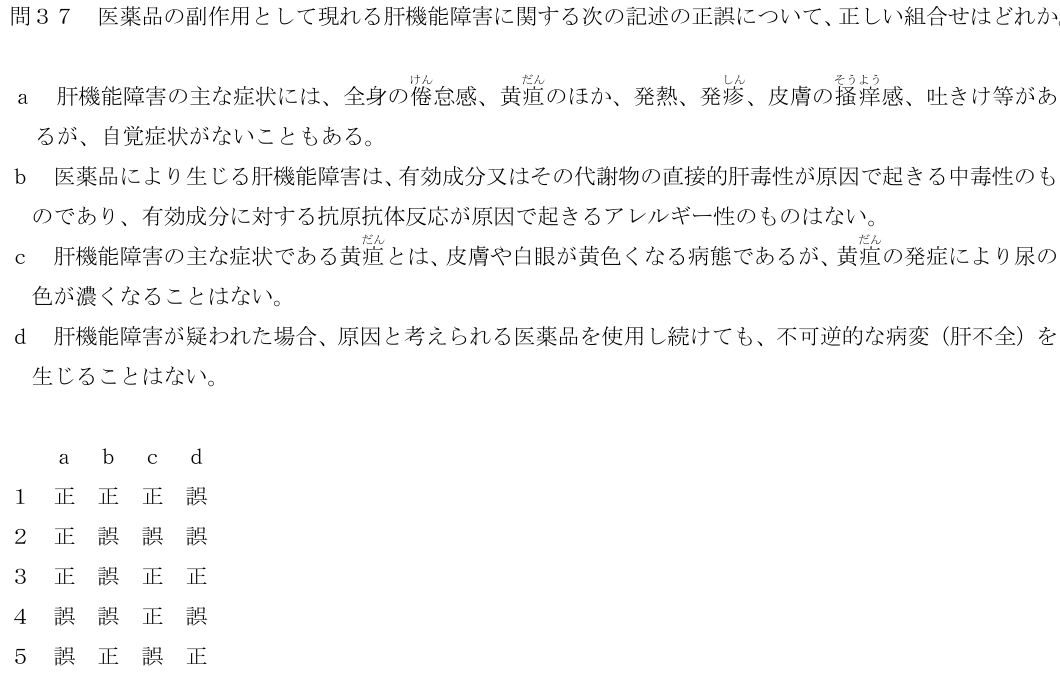 問３７　医薬品の副作用として現れる肝機能障害に関する次の記述の正誤について、正しい組合せはどれか。
a　肝機能障害の主な症状には、全身の倦怠感、黄疸のほか、発熱、発疹、皮膚の掻痒感、吐きけ等があ
るが、自覚症状がないこともある。
b　医薬品により生じる肝機能障害は、有効成分又はその代謝物の直接的肝毒性が原因で起きる中毒性のも
のであり、有効成分に対する抗原抗体反応が原因で起きるアレルギー性のものはない。
c　肝機能障害の主な症状である黄疸とは、皮膚や白眼が黄色くなる病態であるが、黄疸の発症により尿の
色が濃くなることはない。
d　肝機能障害が疑われた場合、原因と考えられる医薬品を使用し続けても、不可逆的な病変（肝不全）を
生じることはない。
a　b　c　d
１　正　正　正　誤
２　正　誤　誤　誤
３　正　誤　正　正
４　誤　誤　正　誤
５　誤　正　誤　正